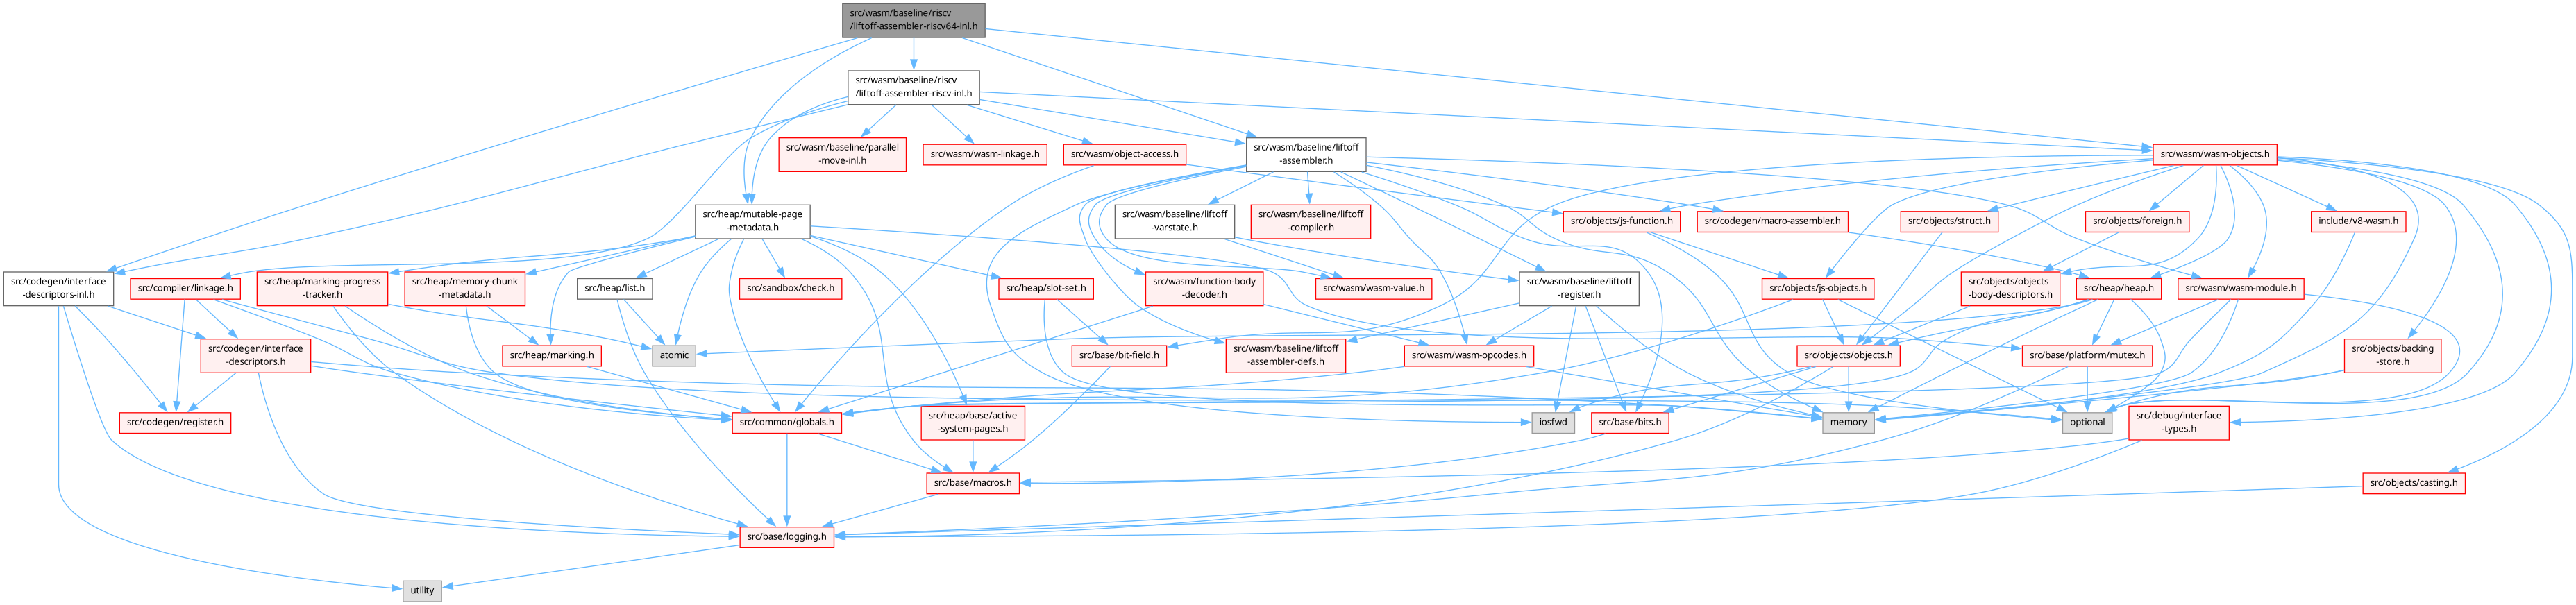 src/wasm/baseline/riscv
/liftoff-assembler-riscv64-inl.h
src/wasm/baseline/riscv
/liftoff-assembler-riscv-inl.h
src/wasm/baseline/parallel
-move-inl.h
src/wasm/wasm-linkage.h
src/wasm/object-access.h
src/wasm/baseline/liftoff
-assembler.h
src/wasm/wasm-objects.h
src/heap/mutable-page
-metadata.h
src/wasm/baseline/liftoff
-varstate.h
src/wasm/baseline/liftoff
-compiler.h
src/objects/js-function.h
src/codegen/macro-assembler.h
src/objects/struct.h
src/objects/foreign.h
include/v8-wasm.h
src/codegen/interface
-descriptors-inl.h
src/compiler/linkage.h
src/heap/marking-progress
-tracker.h
src/heap/memory-chunk
-metadata.h
src/heap/list.h
src/sandbox/check.h
src/heap/slot-set.h
src/wasm/function-body
-decoder.h
src/wasm/wasm-value.h
src/wasm/baseline/liftoff
-register.h
src/objects/js-objects.h
src/objects/objects
-body-descriptors.h
src/heap/heap.h
src/wasm/wasm-module.h
src/codegen/interface
-descriptors.h
src/heap/marking.h
atomic
src/base/bit-field.h
src/wasm/baseline/liftoff
-assembler-defs.h
src/wasm/wasm-opcodes.h
src/objects/objects.h
src/base/platform/mutex.h
src/objects/backing
-store.h
src/codegen/register.h
src/common/globals.h
src/heap/base/active
-system-pages.h
iosfwd
src/base/bits.h
memory
optional
src/debug/interface
-types.h
src/base/macros.h
src/objects/casting.h
src/base/logging.h
utility